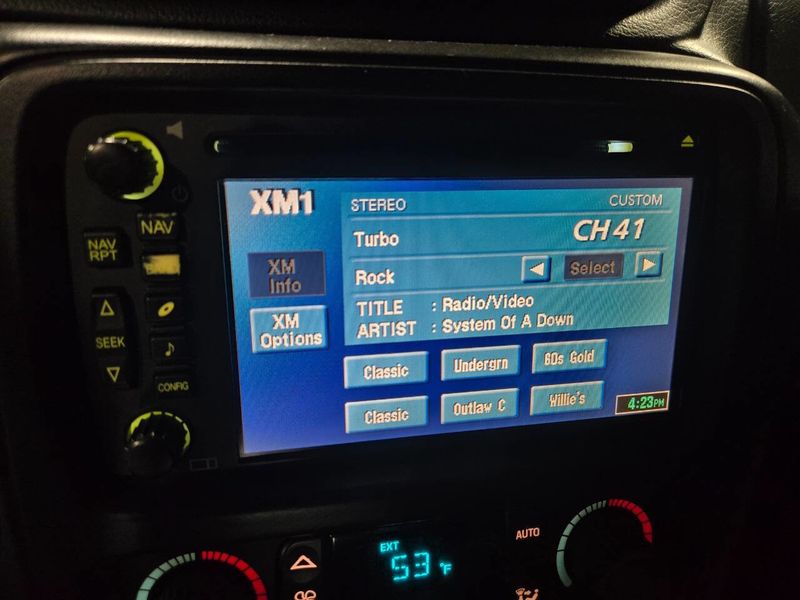 XM1
STEREO
CUSTOM
Turbo
CH 41
Rock
Select
XM
Info
TITLE : Radio/Video
ARTIST : System Of A Down
XM
Options
Classic
Undergrn
60s Gold
Classic
Outlaw C
Willie's
4:23PM
NAV
NAV
RPT
SEEK
CONFIG
AUTO
EXT
53 °F